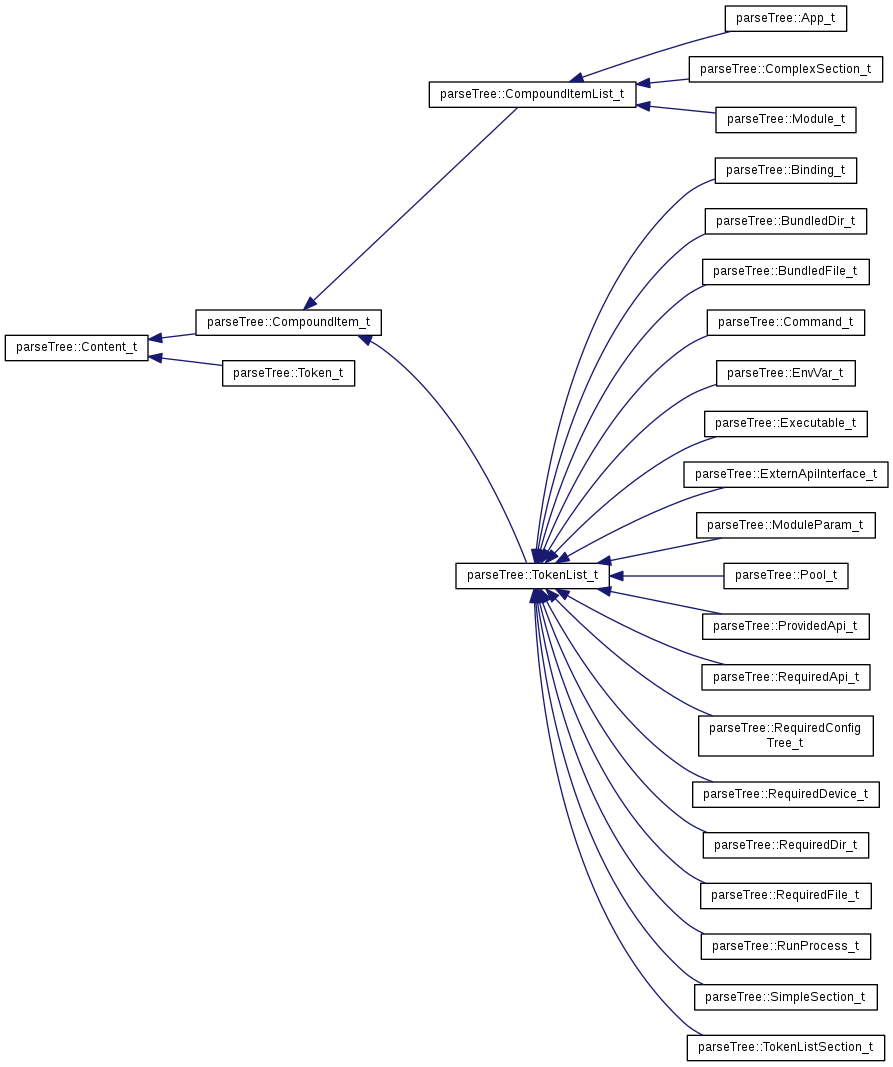 parseTree::App_t
parseTree::ComplexSection_t
parseTree::CompoundItemList_t
parseTree::Module_t
parseTree::Binding_t
parseTree::BundledDir_t
parseTree::BundledFile_t
parseTree::CompoundItem_t
parseTree::Command_t
parseTree::Content_t
parseTree::Token_t
parseTree::EnvVar_t
parseTree::Executable_t
parseTree::ExternApiInterface_t
parseTree::ModuleParam_t
parseTree::TokenList_t
parseTree::Pool_t
parseTree::ProvidedApi_t
parseTree::RequiredApi_t
parseTree::RequiredConfig
Tree_t
parseTree::RequiredDevice_t
parseTree::RequiredDir_t
parseTree::RequiredFile_t
parseTree::RunProcess_t
parseTree::SimpleSection_t
parseTree::TokenListSection_t